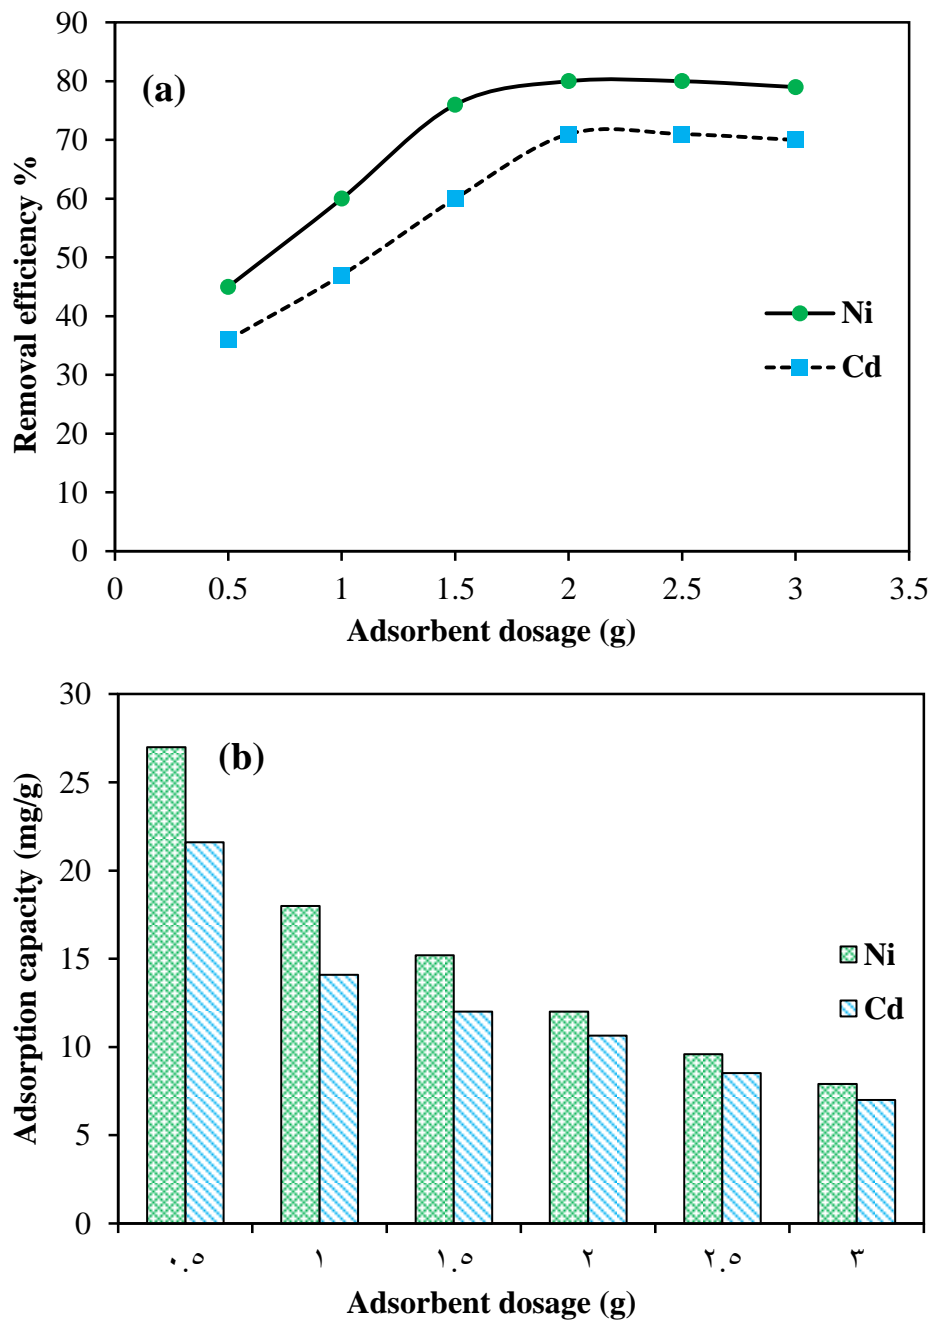 90
80
70
60
50
40
30
20
10
0
Removal efficiency %
(a)
Ni
Cd
0 0.5 1 1.5 2 2.5 3 3.5
Adsorbent dosage (g)
30
25
20
15
10
5
0
Adsorption capacity (mg/g)
(b)
Ni
Cd
٠.٥ ١ ١.٥ ٢ ٢.٥ ٣
Adsorbent dosage (g)